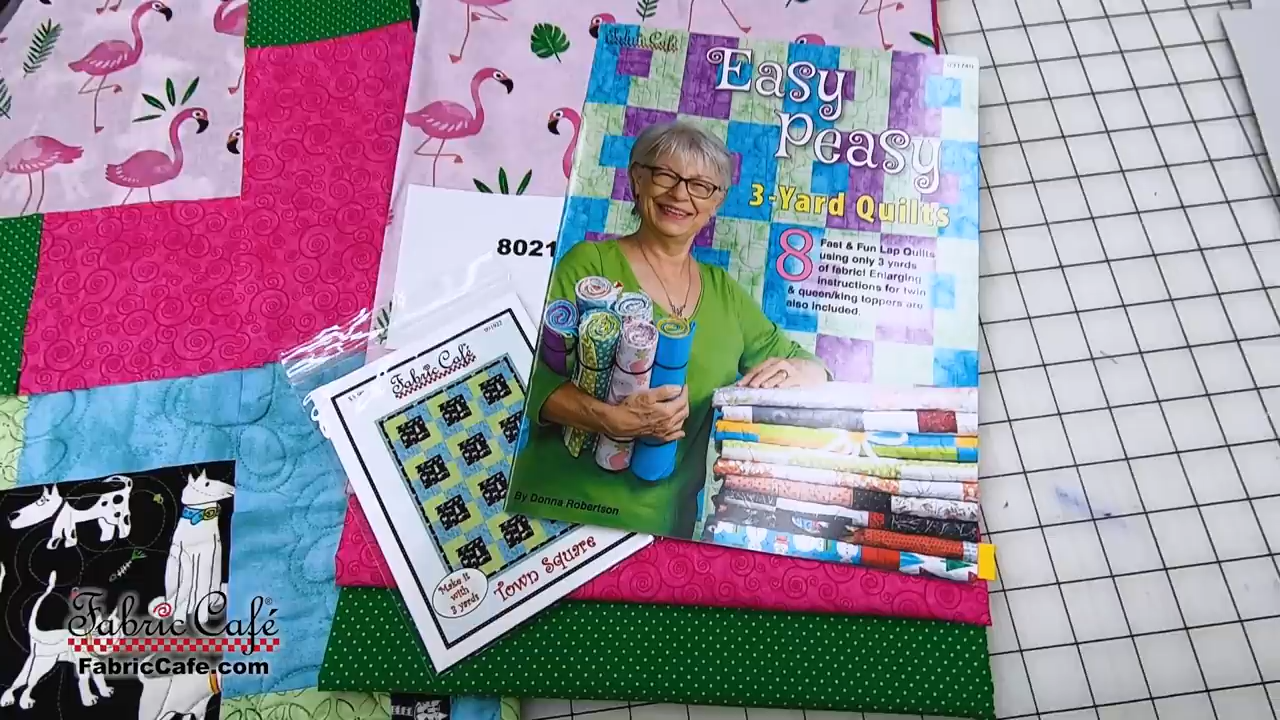 Fabric Café
Easy
Peasy
3-Yard Quilts
8
Fast & Fun Lap Quilts
using only 3 yards
of fabric! Enlarging
instructions for twin
& queen/king toppers are
also included.
By Donna Robertson
8021
Fabric Café
Town Square
Make it
with
3 yards
Fabric Café®
FabricCafe.com